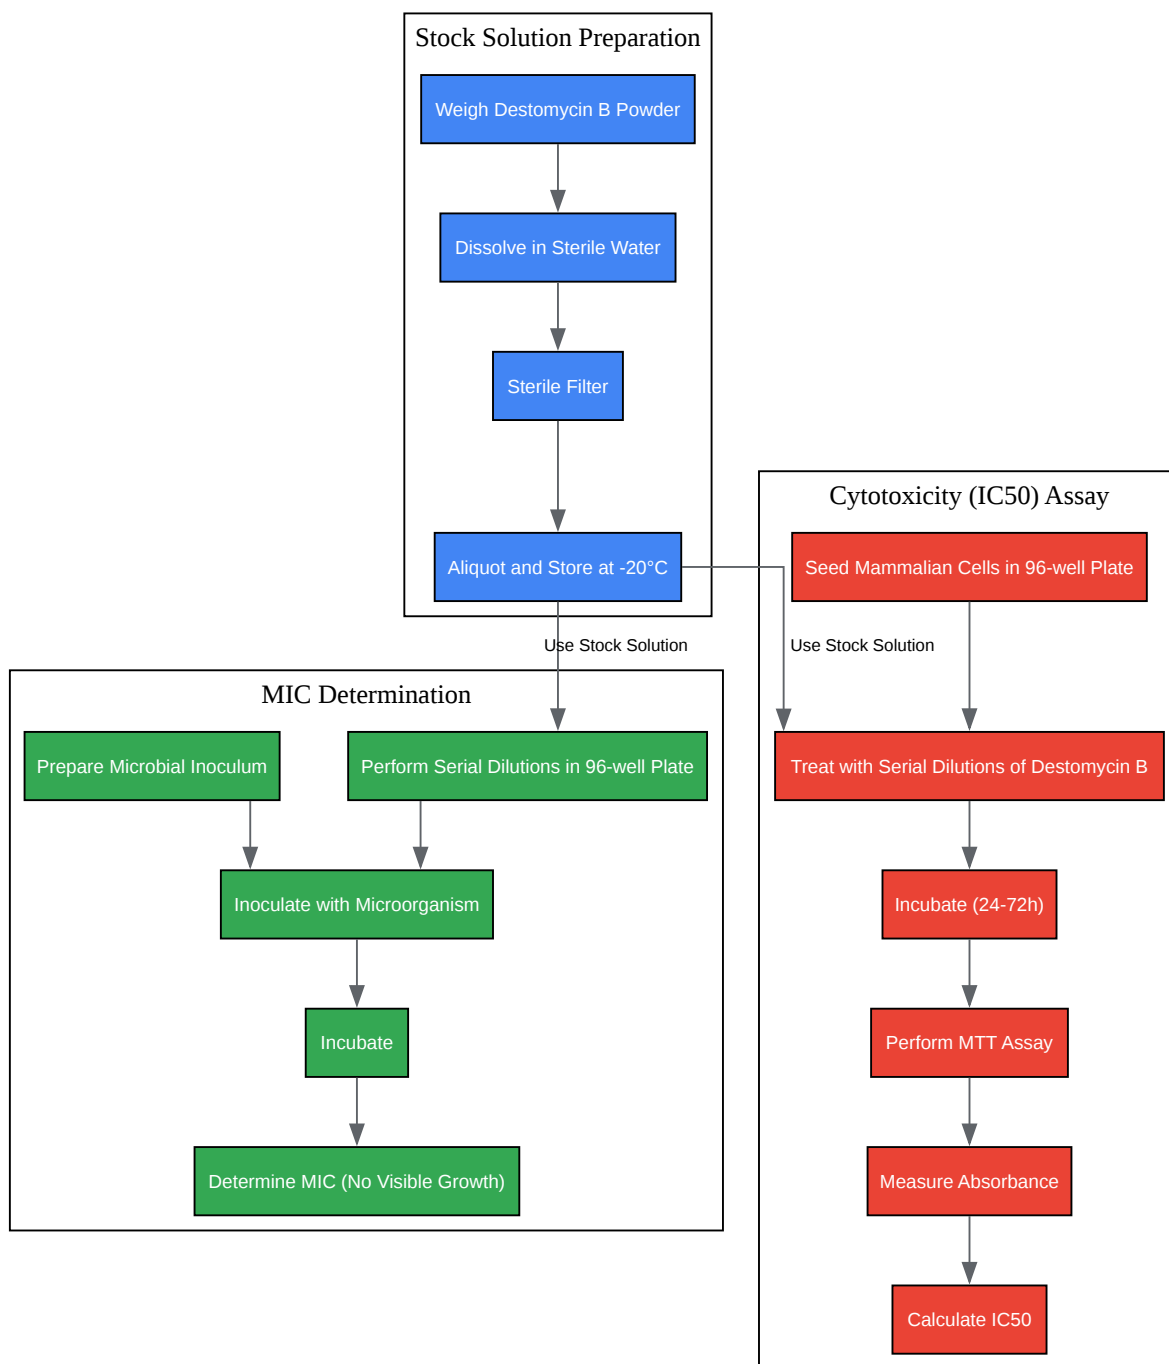 Stock Solution Preparation
Weigh Destomycin B Powder
Dissolve in Sterile Water
Sterile Filter
Aliquot and Store at -20°C
Use Stock Solution
MIC Determination
Prepare Microbial Inoculum
Perform Serial Dilutions in 96-well Plate
Inoculate with Microorganism
Incubate
Determine MIC (No Visible Growth)
Cytotoxicity (IC50) Assay
Seed Mammalian Cells in 96-well Plate
Use Stock Solution
Treat with Serial Dilutions of Destomycin B
Incubate (24-72h)
Perform MTT Assay
Measure Absorbance
Calculate IC50